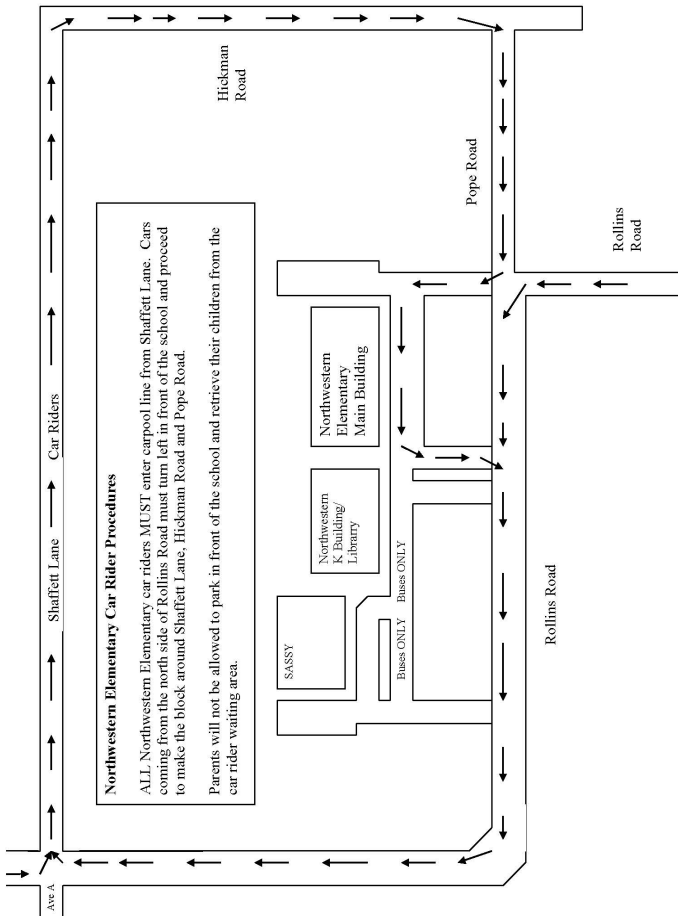 Northwestern Elementary Car Rider Procedures
ALL Northwestern Elementary car riders MUST enter carpool line from Shaffett Lane. Cars
coming from the north side of Rollins Road must turn left in front of the school and proceed
to make the block around Shaffett Lane, Hickman Road and Pope Road.
Parents will not be allowed to park in front of the school and retrieve their children from the
car rider waiting area.
Ave A
Shaffett Lane
Car Riders
Hickman
Road
SASSY
Northwestern
K Building/
Librarry
Northwestern
Elementary
Main Building
Buses ONLY
Buses ONLY
Pope Road
Rollins Road
Rollins
Road